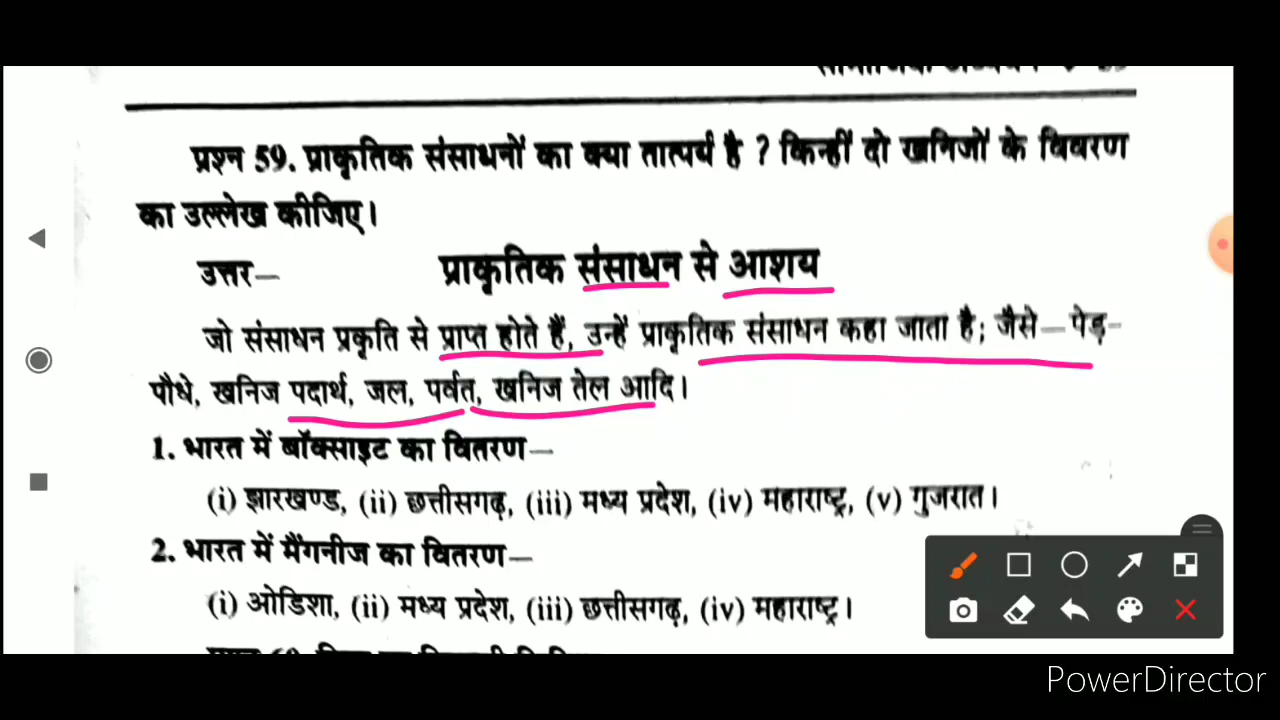 प्रश्न 59. प्राकृतिक संसाधनों का क्या तात्पर्य है ? किन्हीं दो खनिजों के विवरण
का उल्लेख कीजिए।
उत्तर— प्राकृतिक संसाधन से आशय
जो संसाधन प्रकृति से प्राप्त होते हैं, उन्हें प्राकृतिक संसाधन कहा जाता है; जैसे—पेड़-
पौधे, खनिज पदार्थ, जल, पर्वत, खनिज तेल आदि।
1. भारत में बॉक्साइट का वितरण—
(i) झारखण्ड, (ii) छत्तीसगढ़, (iii) मध्य प्रदेश, (iv) महाराष्ट्र, (v) गुजरात।
2. भारत में मैंगनीज का वितरण—
(i) ओडिशा, (ii) मध्य प्रदेश, (iii) छत्तीसगढ़, (iv) महाराष्ट्र।
PowerDirector